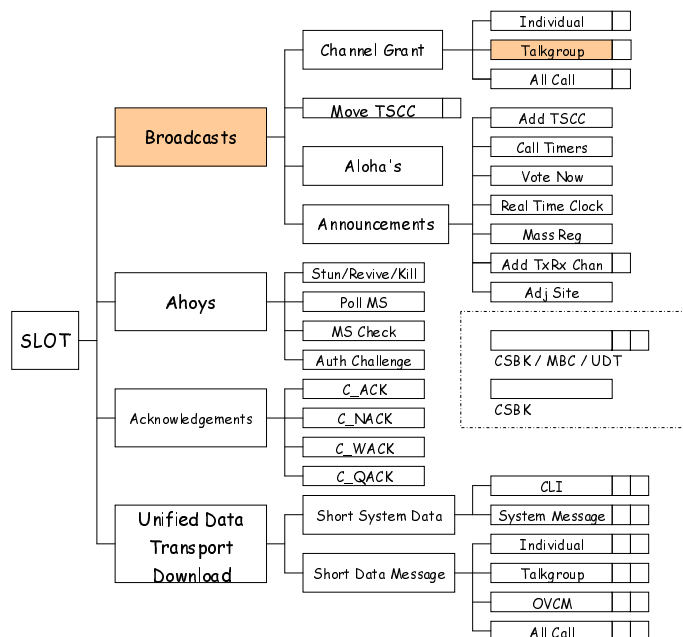 SLOT
Broadcasts
Channel Grant
Individual
Talkgroup
All Call
Move TSCC
Aloha's
Announcements
Add TSCC
Call Timers
Vote Now
Real Time Clock
Mass Reg
Add TxRx Chan
Adj Site
Ahoys
Stun/Revive/Kill
Poll MS
MS Check
Auth Challenge
CSBK / MBC / UDT
CSBK
Acknowledgements
C_ACK
C_NACK
C_WACK
C_QACK
Unified Data
Transport
Download
Short System Data
CLI
System Message
Short Data Message
Individual
Talkgroup
OVCM
All Call